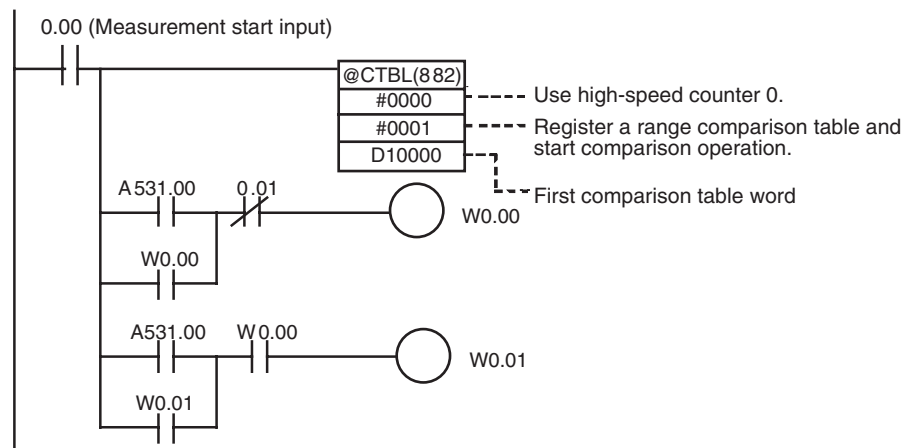 0.00 (Measurement start input)
@CTBL(882)
#0000
Use high-speed counter 0.
#0001
Register a range comparison table and
start comparison operation.
D10000
First comparison table word
A531.00
0.01
W0.00
W0.00
A531.00
W0.00
W0.01
W0.01